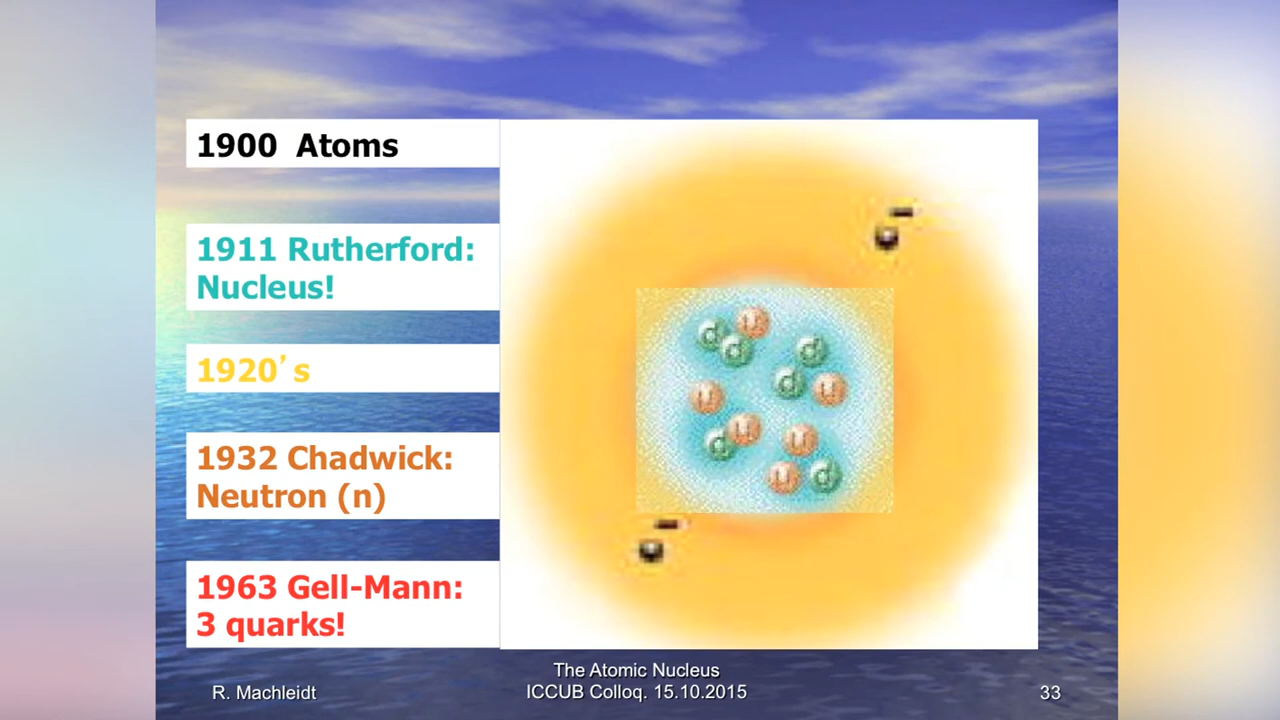 1900  Atoms
1911 Rutherford:
Nucleus!
1920’s
1932 Chadwick:
Neutron (n)
1963 Gell-Mann:
3 quarks!
-
d u
d
d
d u
u
u
d
u
u d
-
The Atomic Nucleus
R. Machleidt
ICCUB Colloq. 15.10.2015
33